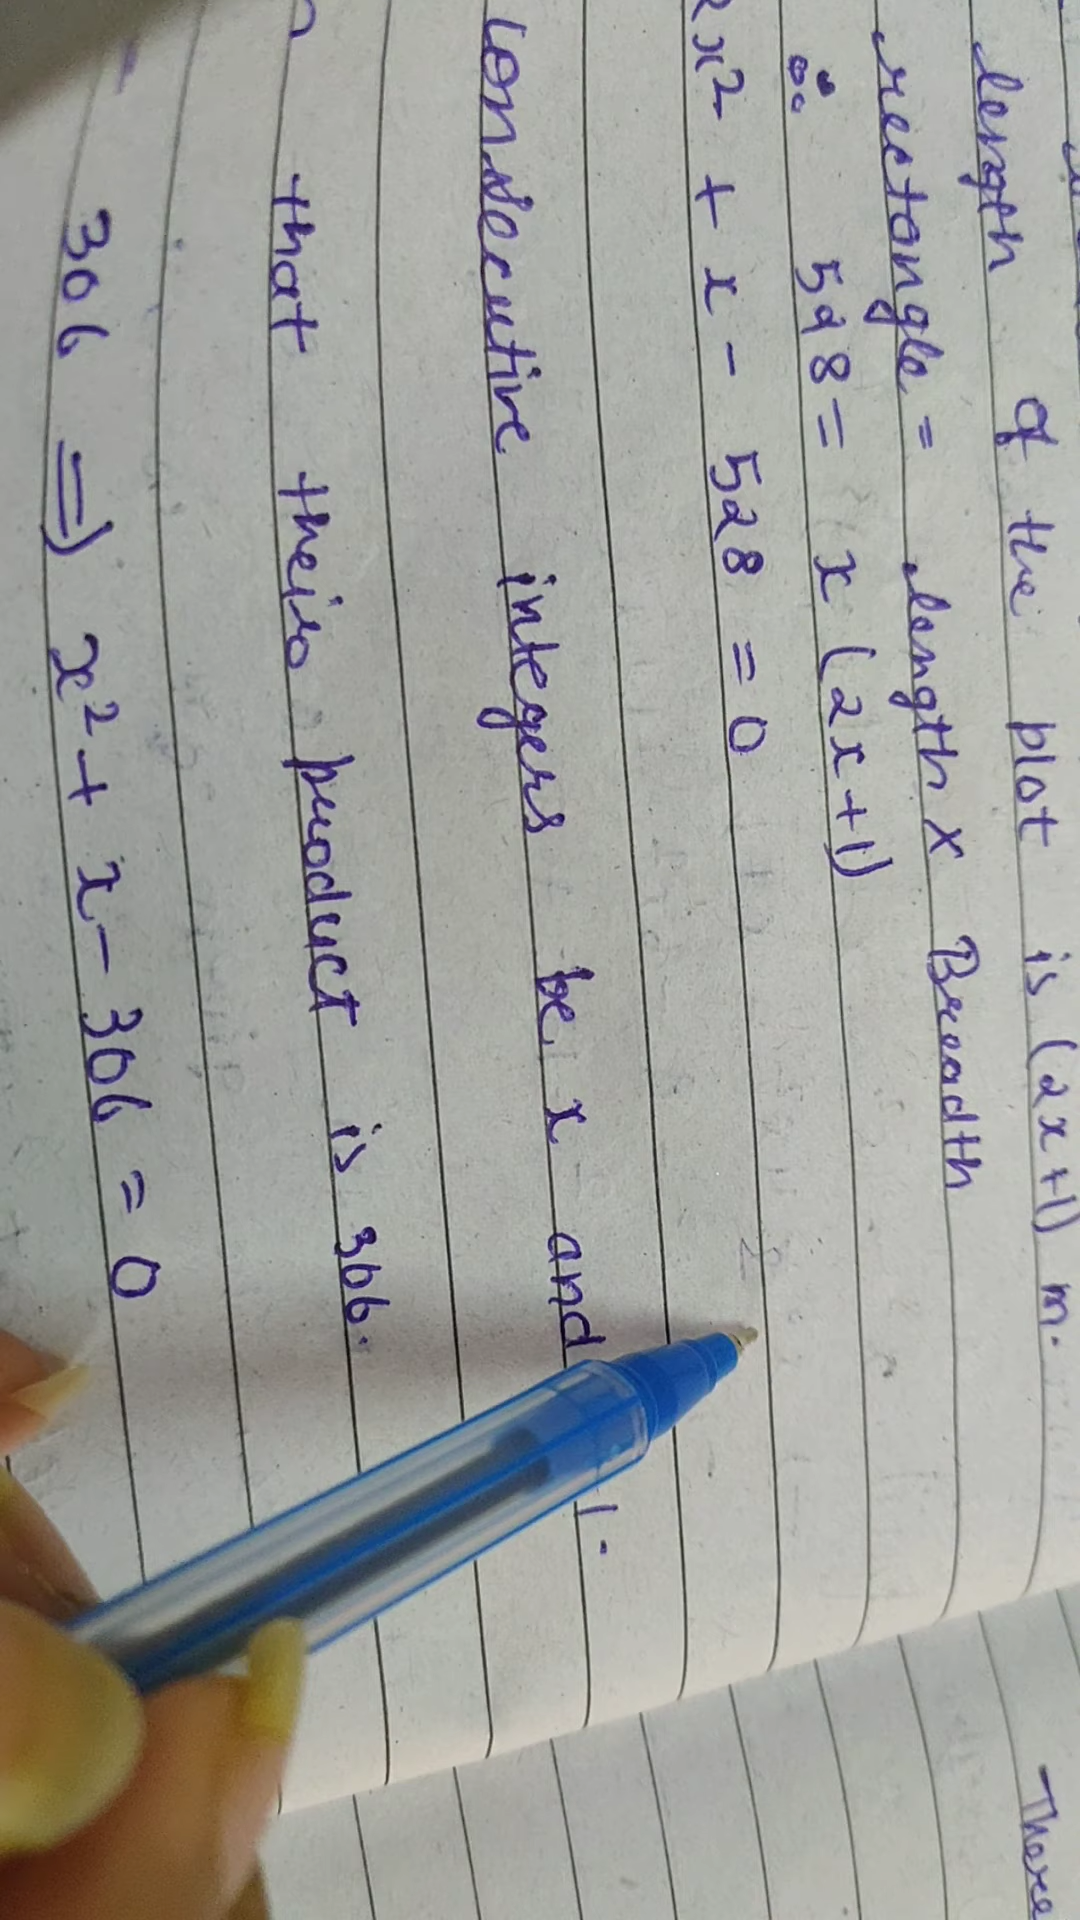 length of the plot is (2x+1) m.
rectangle = length x Breadth
∴ 528 = x (2x+1)
2x² + x - 528 = 0
consecutive integers be x and 1.
that their product is 306.
306 ⇒ x² + x - 306 = 0
There